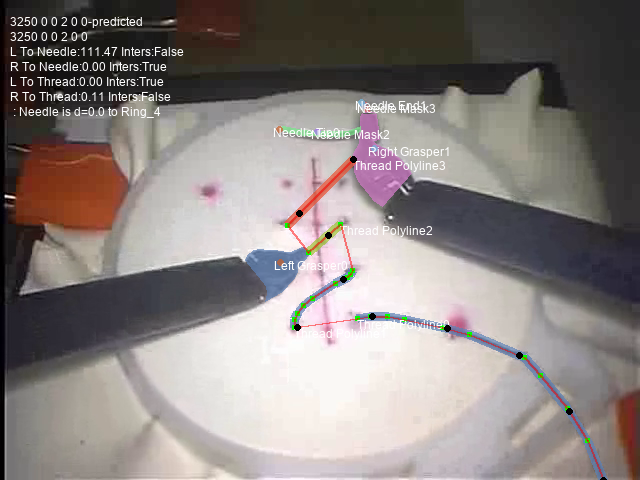 3250 0 0 2 0 0-predicted
3250 0 0 2 0 0
L To Needle:111.47 Inters:False
R To Needle:0.00 Inters:True
L To Thread:0.00 Inters:True
R To Thread:0.11 Inters:False
: Needle is d=0.0 to Ring_4
Needle End1
Needle Mask3
Needle Tip0
Needle Mask2
Right Grasper1
Thread Polyline3
Thread Polyline2
Left Grasper0
Thread Polyline0